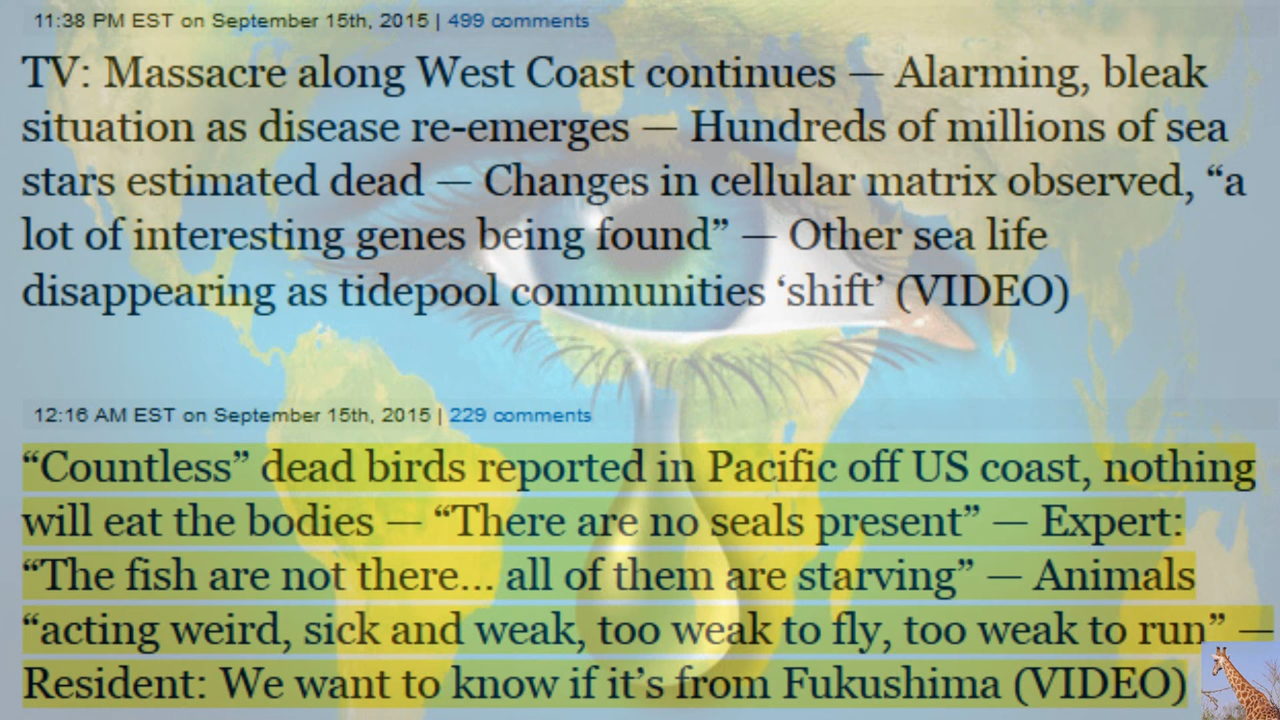 11:38 PM EST on September 15th, 2015 | 499 comments
TV: Massacre along West Coast continues — Alarming, bleak
situation as disease re-emerges — Hundreds of millions of sea
stars estimated dead — Changes in cellular matrix observed, “a
lot of interesting genes being found” — Other sea life
disappearing as tidepool communities ‘shift’ (VIDEO)
12:16 AM EST on September 15th, 2015 | 229 comments
“Countless” dead birds reported in Pacific off US coast, nothing
will eat the bodies — “There are no seals present” — Expert:
“The fish are not there… all of them are starving” — Animals
“acting weird, sick and weak, too weak to fly, too weak to run” —
Resident: We want to know if it’s from Fukushima (VIDEO)